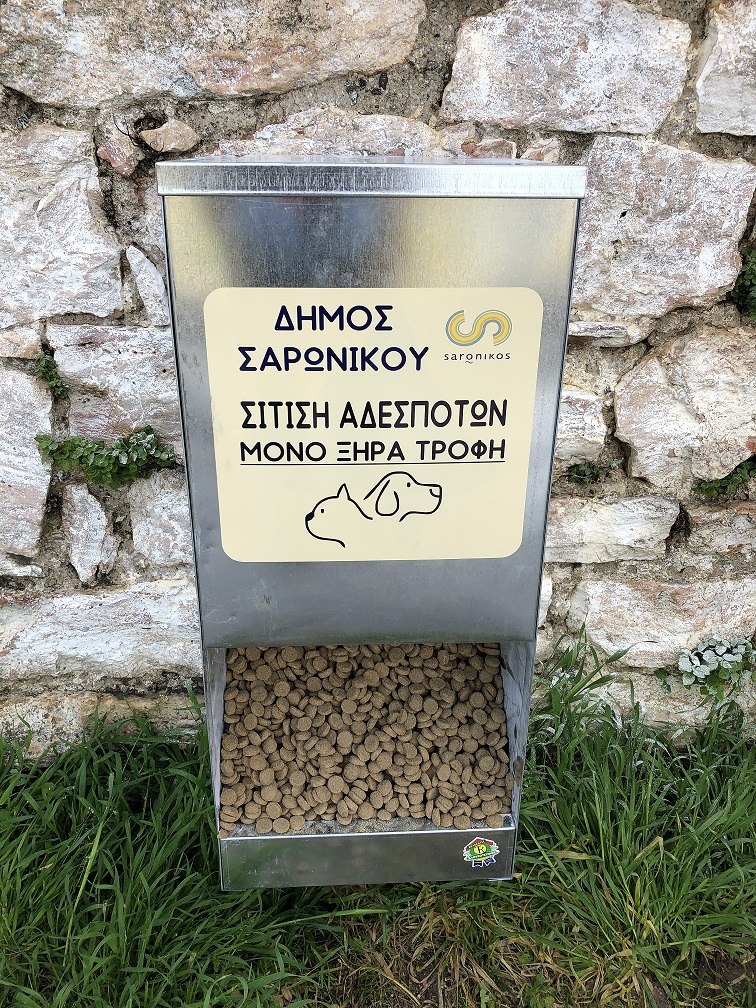 ΔΗΜΟΣ
ΣΑΡΩΝΙΚΟΥ
saronikos
ΣΙΤΙΣΗ ΑΔΕΣΠΟΤΩΝ
ΜΟΝΟ ΞΗΡΑ ΤΡΟΦΗ